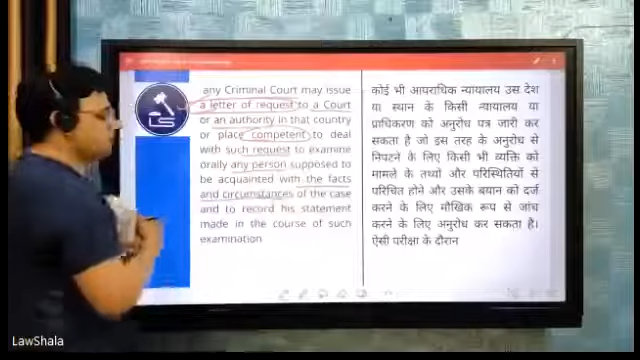 any Criminal Court may issue
a letter of request to a Court
or an authority in that country
or place competent to deal
with such request to examine
orally any person supposed to
be acquainted with the facts
and circumstances of the case
and to record his statement
made in the course of such
examination
कोई भी आपराधिक न्यायालय उस देश
या स्थान के किसी न्यायालय या
प्राधिकरण को अनुरोध पत्र जारी कर
सकता है जो इस तरह के अनुरोध से
निपटने के लिए किसी भी व्यक्ति को
मामले के तथ्यों और परिस्थितियों से
परिचित होने और उसके बयान को दर्ज
करने के लिए मौखिक रूप से जांच
करने के लिए अनुरोध कर सकता है।
ऐसी परीक्षा के दौरान
LS
LawShala